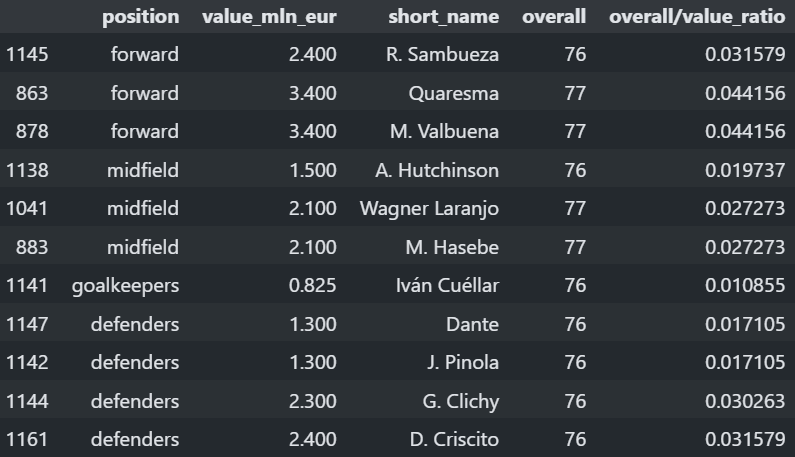 position value_mln_eur short_name overall overall/value_ratio
1145 forward 2.400 R. Sambueza 76 0.031579
863 forward 3.400 Quaresma 77 0.044156
878 forward 3.400 M. Valbuena 77 0.044156
1138 midfield 1.500 A. Hutchinson 76 0.019737
1041 midfield 2.100 Wagner Laranjo 77 0.027273
883 midfield 2.100 M. Hasebe 77 0.027273
1141 goalkeepers 0.825 Iván Cuéllar 76 0.010855
1147 defenders 1.300 Dante 76 0.017105
1142 defenders 1.300 J. Pinola 76 0.017105
1144 defenders 2.300 G. Clichy 76 0.030263
1161 defenders 2.400 D. Criscito 76 0.031579